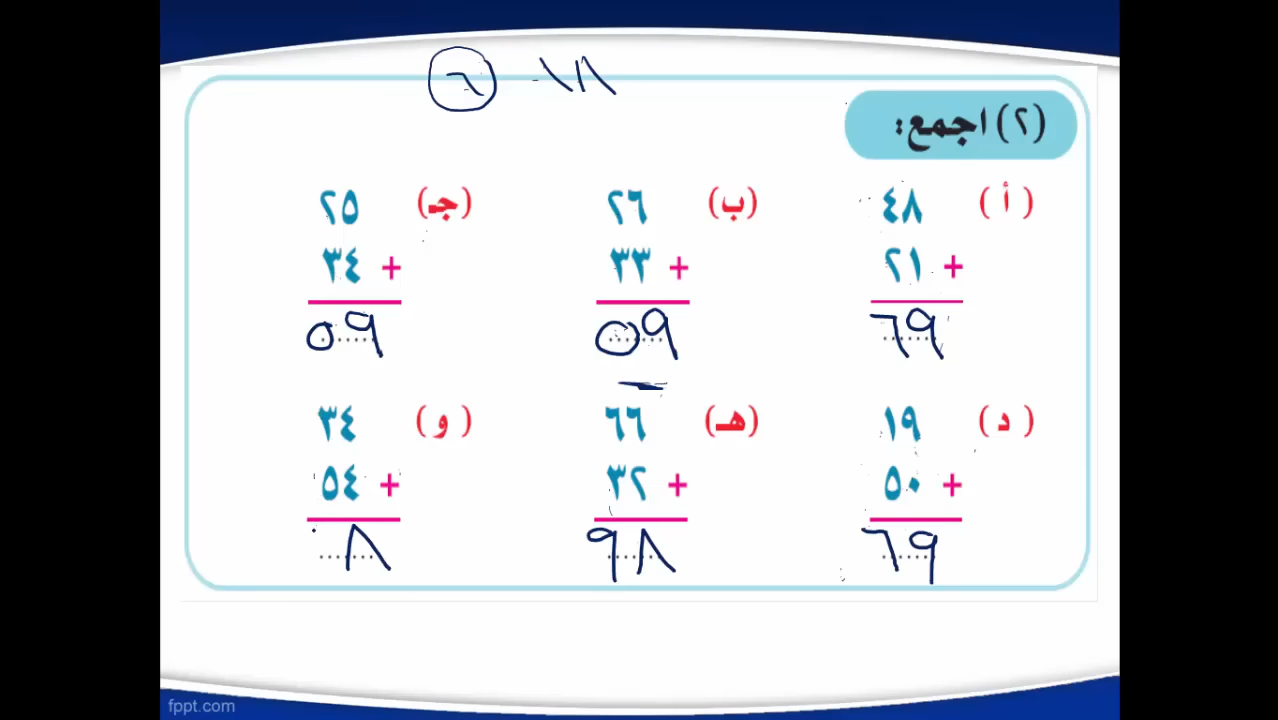 ٦ ١٨
(٢) اجمع:
(أ) ٤٨ (ب) ٢٦ (جـ) ٢٥
+ ٢١ + ٣٣ + ٣٤
٦٩ ٥٩ ٥٩
(د) ١٩ (هـ) ٦٦ (و) ٣٤
+ ٥٠ + ٣٢ + ٥٤
٦٩ ٩٨ ٨
fppt.com